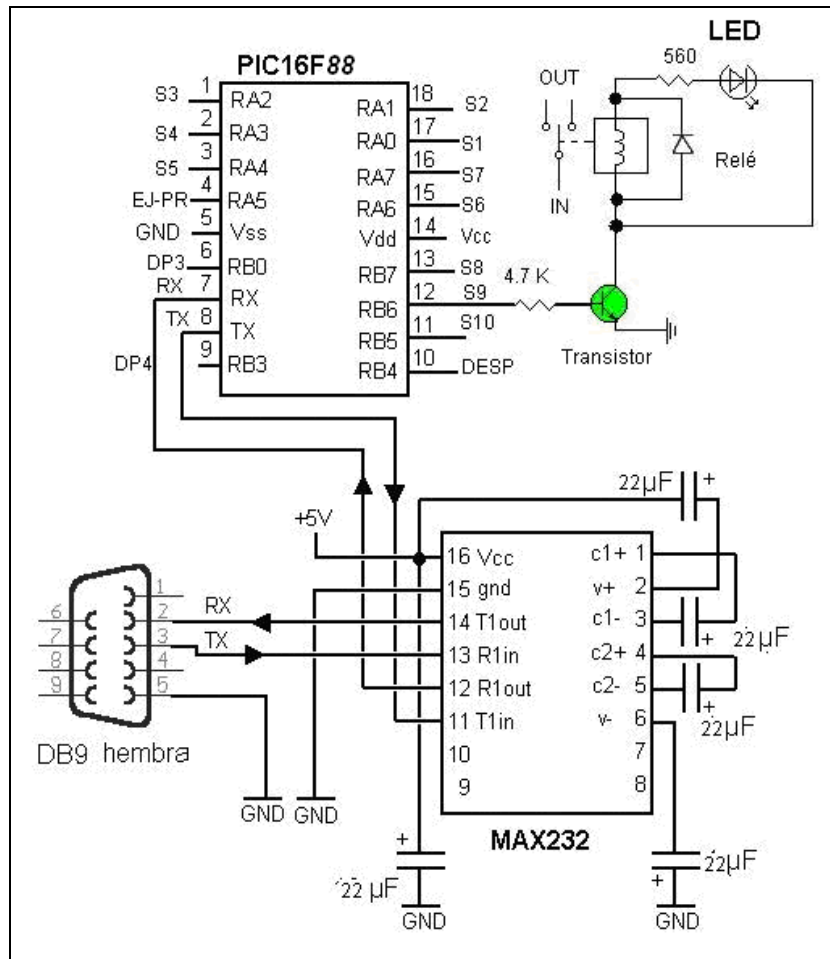 LED
PIC16F88
560
OUT
IN
Relé
4.7 K
Transistor
S3 1 RA2
S4 2 RA3
S5 3 RA4
EJ-PR 4 RA5
GND 5 Vss
DP3 6 RB0
RX 7 RX
TX 8 TX
9 RB3
DP4
RA1 18 S2
RA0 17 S1
RA7 16 S7
RA6 15 S6
Vdd 14 Vcc
RB7 13 S8
RB6 12 S9
RB5 11 S10
RB4 10 DESP
22µF +
+5V
16 Vcc
15 gnd
14 T1out
13 R1in
12 R1out
11 T1in
10
9
c1+ 1
v+ 2
c1- 3
c2+ 4
c2- 5
v- 6
7
8
+ 22µF
+ 22µF
RX
TX
1
2
3
4
5
6
7
8
9
DB9 hembra
GND
GND
MAX232
+
22 µF
GND
22µF
+
GND